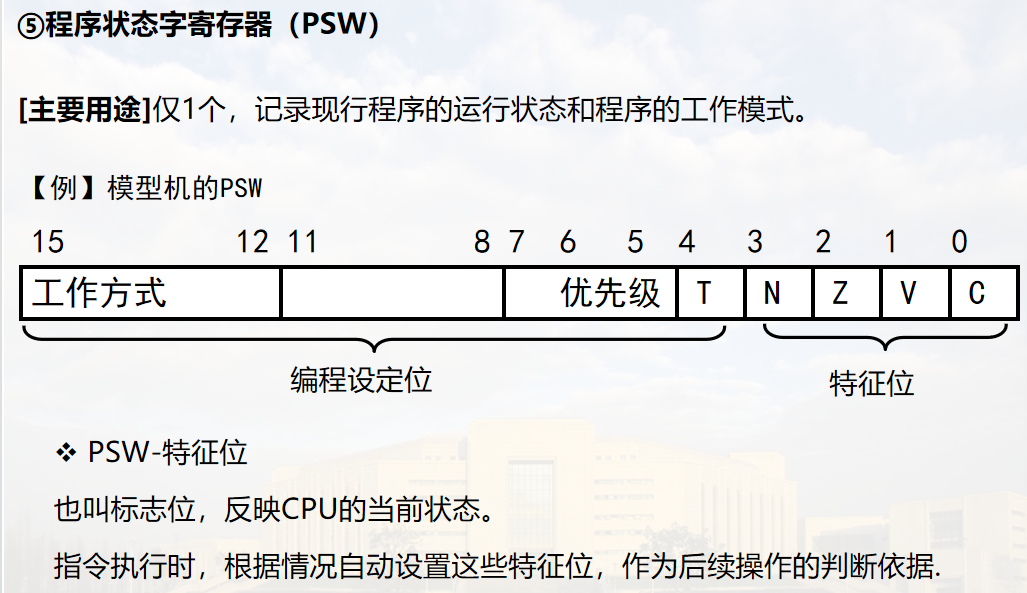 ⑤程序状态字寄存器（PSW）
[主要用途]仅1个，记录现行程序的运行状态和程序的工作模式。
【例】模型机的PSW
15 12 11 8 7 6 5 4 3 2 1 0
工作方式 优先级 T N Z V C
编程设定位 特征位
❖ PSW-特征位
也叫标志位，反映CPU的当前状态。
指令执行时，根据情况自动设置这些特征位，作为后续操作的判断依据.